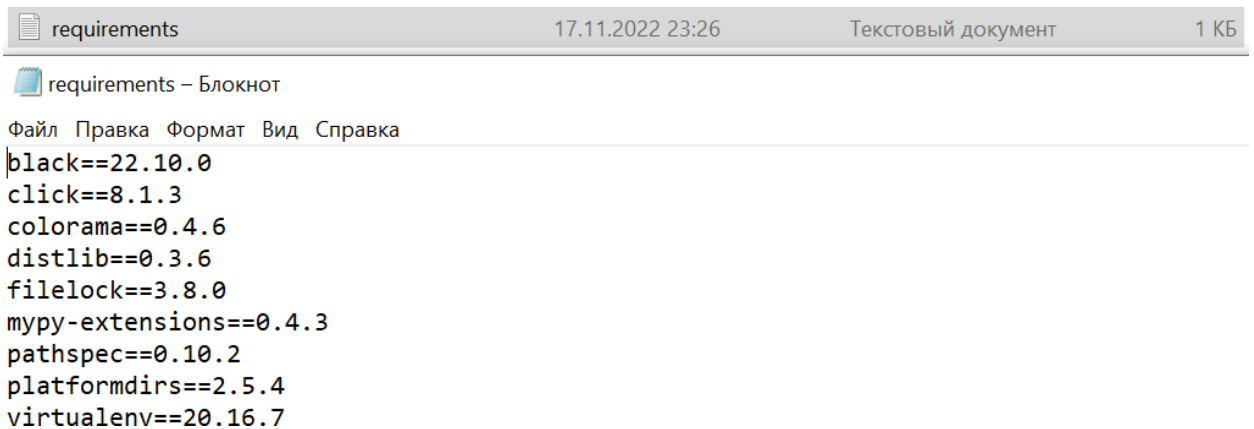 requirements 17.11.2022 23:26 Текстовый документ 1 КБ
requirements – Блокнот
Файл Правка Формат Вид Справка
black==22.10.0
click==8.1.3
colorama==0.4.6
distlib==0.3.6
filelock==3.8.0
mypy-extensions==0.4.3
pathspec==0.10.2
platformdirs==2.5.4
virtualenv==20.16.7